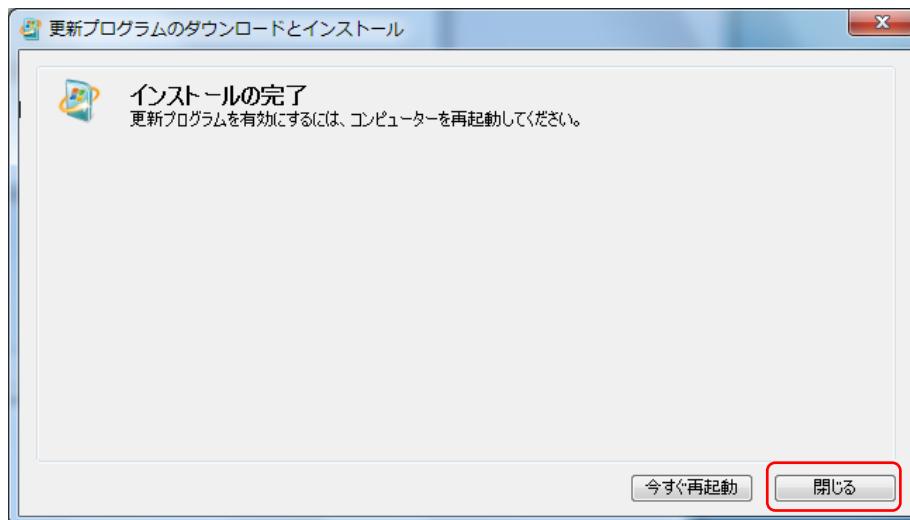 更新プログラムのダウンロードとインストール
インストールの完了
更新プログラムを有効にするには、コンピューターを再起動してください。
今すぐ再起動
閉じる